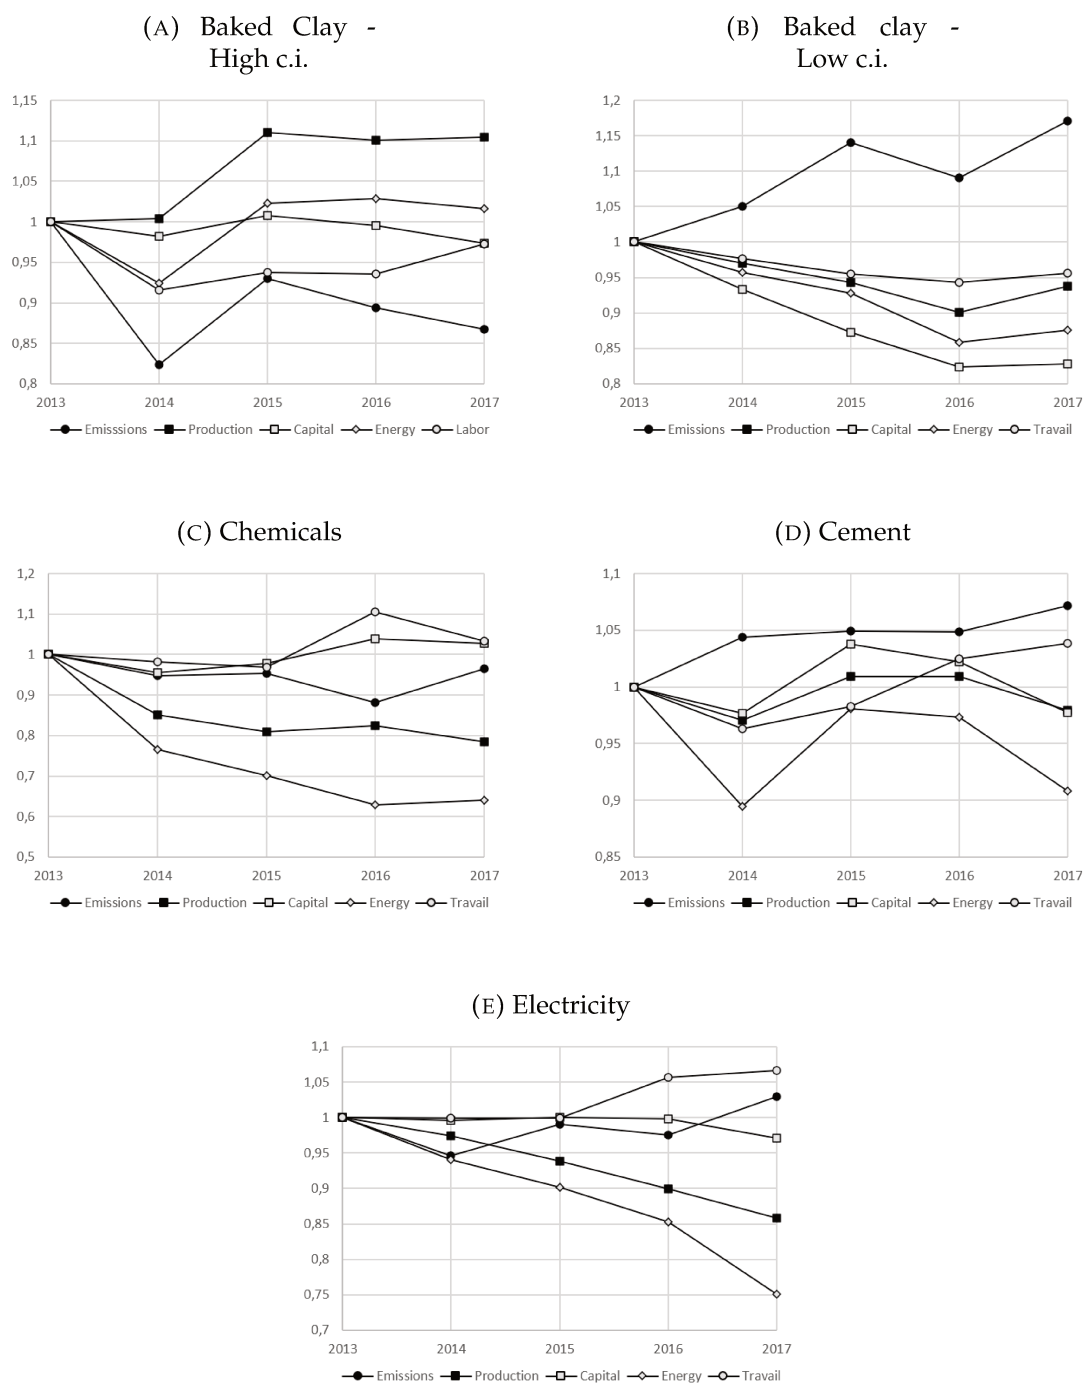 (A) Baked Clay -
High c.i.
1,15
1,1
1,05
1
0,95
0,9
0,85
0,8
2013 2014 2015 2016 2017
Emisssions Production Capital Energy Labor
(B) Baked clay -
Low c.i.
1,2
1,15
1,1
1,05
1
0,95
0,9
0,85
0,8
2013 2014 2015 2016 2017
Emissions Production Capital Energy Travail
(C) Chemicals
1,2
1,1
1
0,9
0,8
0,7
0,6
0,5
2013 2014 2015 2016 2017
Emissions Production Capital Energy Travail
(D) Cement
1,1
1,05
1
0,95
0,9
0,85
2013 2014 2015 2016 2017
Emissions Production Capital Energy Travail
(E) Electricity
1,1
1,05
1
0,95
0,9
0,85
0,8
0,75
0,7
2013 2014 2015 2016 2017
Emissions Production Capital Energy Travail